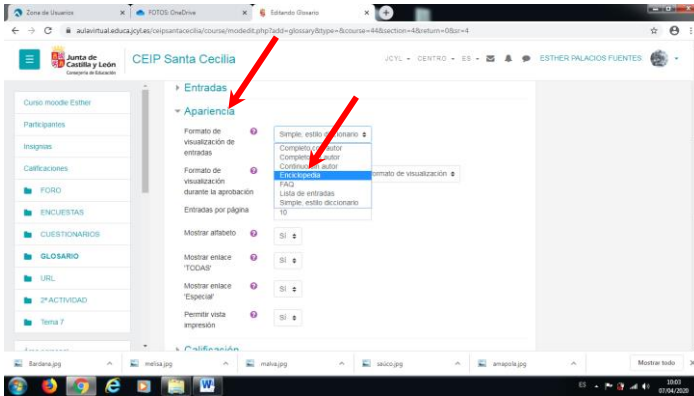 Zona de Usuarios
FOTOS: OneDrive
Editando Glosario
aulavirtual.educa.jcyl.es/ceipsantacecilia/course/modedit.php?add=glossary&type=&course=44&section=4&return=0&sr=4
Junta de
Castilla y León
Consejería de Educación
CEIP Santa Cecilia
JCYL
CENTRO
ES
ESTHER PALACIOS FUENTES
Curso moodle Esther
Participantes
Insignias
Calificaciones
FORO
ENCUESTAS
CUESTIONARIOS
GLOSARIO
URL
2ª ACTIVIDAD
Tema 7
Entradas
Apariencia
Formato de
visualización de
entradas
Simple, estilo diccionario
Completo con autor
Completo sin autor
Continuo sin autor
Enciclopedia
FAQ
Lista de entradas
Simple, estilo diccionario
Formato de
visualización
durante la aprobación
formato de visualización
Entradas por página
10
Mostrar alfabeto
Sí
Mostrar enlace
'TODAS'
Sí
Mostrar enlace
'Especial'
Sí
Permitir vista
impresión
Sí
Calificación
Bardana.jpg
melisa.jpg
malva.jpg
saúco.jpg
amapola.jpg
Mostrar todo
ES
10:03
07/04/2020